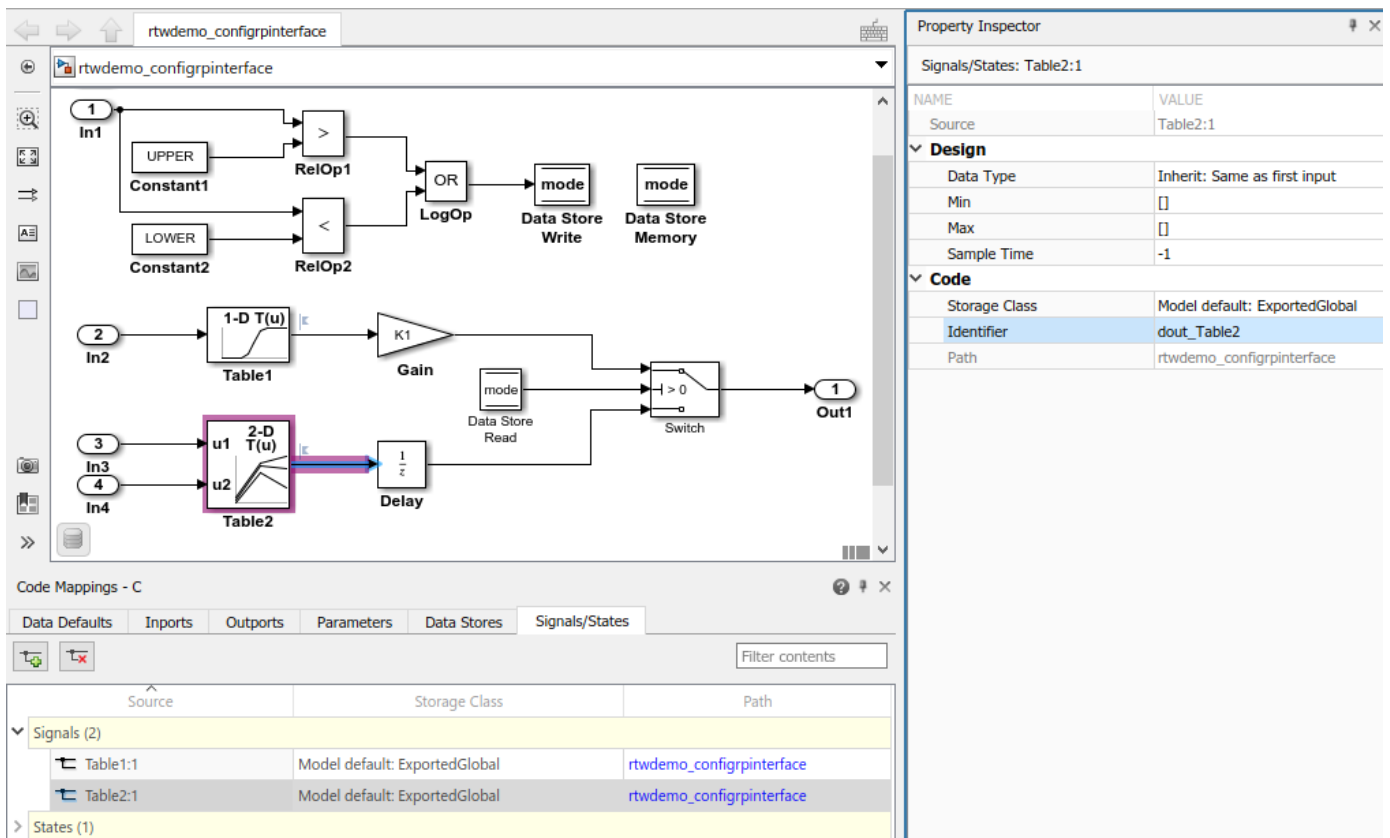 rtwdemo_configrpinterface
rtwdemo_configrpinterface
1
In1
UPPER
Constant1
>
RelOp1
LOWER
Constant2
<
RelOp2
OR
LogOp
mode
Data Store
Write
mode
Data Store
Memory
2
In2
1-D T(u)
Table1
K1
Gain
mode
Data Store
Read
> 0
Switch
1
Out1
3
In3
4
In4
u1
u2
2-D
T(u)
Table2
1
z
Delay
Code Mappings - C
Data Defaults Inports Outports Parameters Data Stores Signals/States
Filter contents
Source Storage Class Path
Signals (2)
Table1:1 Model default: ExportedGlobal rtwdemo_configrpinterface
Table2:1 Model default: ExportedGlobal rtwdemo_configrpinterface
States (1)
Property Inspector
Signals/States: Table2:1
NAME VALUE
Source Table2:1
Design
Data Type Inherit: Same as first input
Min []
Max []
Sample Time -1
Code
Storage Class Model default: ExportedGlobal
Identifier dout_Table2
Path rtwdemo_configrpinterface